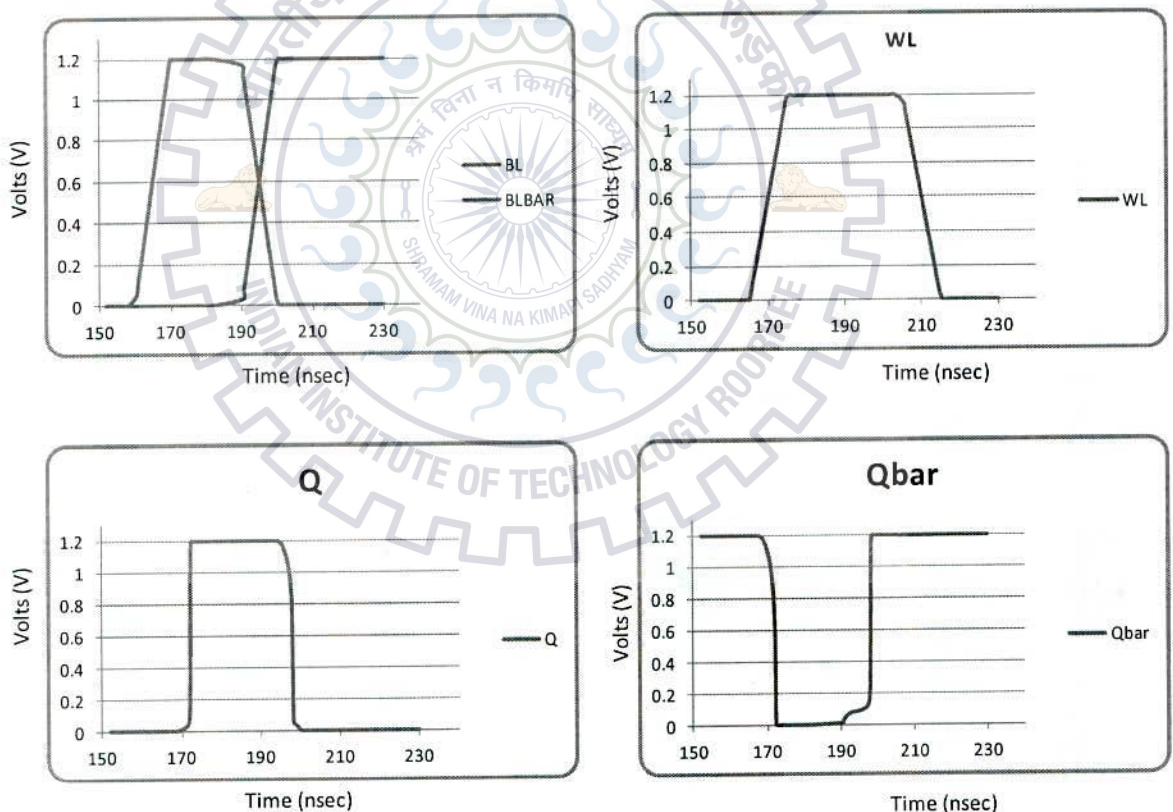 1.2
1
0.8
0.6
0.4
0.2
0
150 170 190 210 230
Volts (V)
Time (nsec)
BL
BLBAR
WL
1.2
1
0.8
0.6
0.4
0.2
0
150 170 190 210 230
Volts (V)
Time (nsec)
WL
Q
1.2
1
0.8
0.6
0.4
0.2
0
150 170 190 210 230
Volts (V)
Time (nsec)
Q
Qbar
1.2
1
0.8
0.6
0.4
0.2
0
150 170 190 210 230
Volts (V)
Time (nsec)
Qbar
श्रमं विना न किमपि साध्यम्
SHRAMAM VINA NA KIMAPI SADHYAM
INDIAN INSTITUTE OF TECHNOLOGY ROORKEE